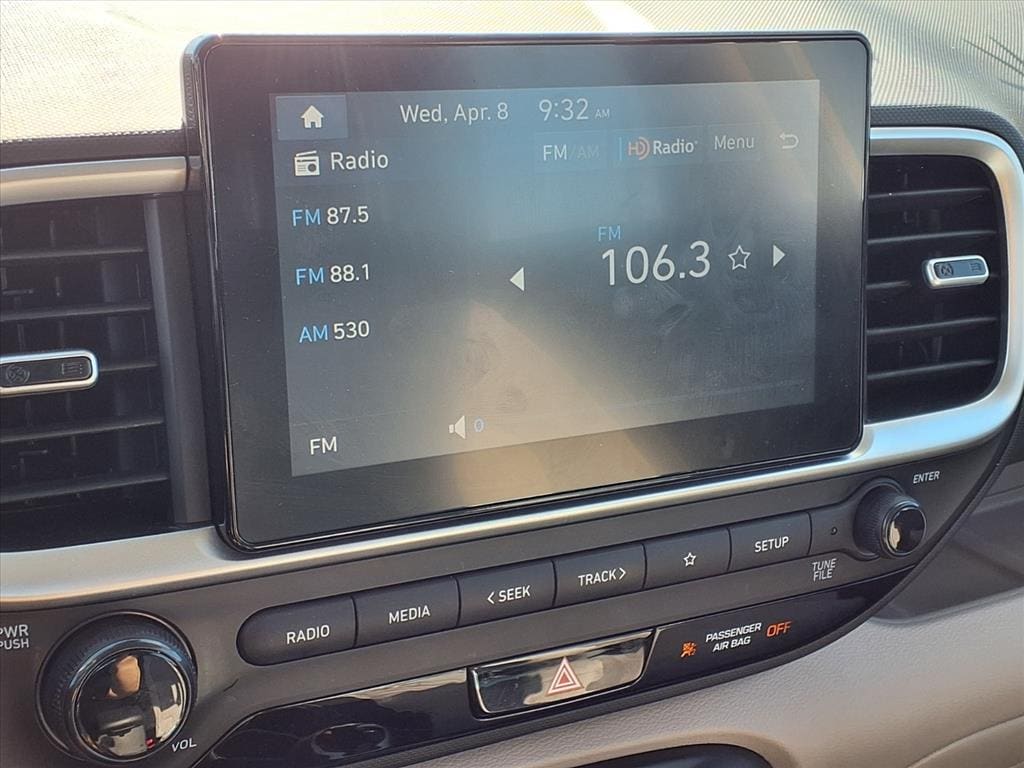 Wed, Apr. 8 9:32 AM
Radio FM/AM HD Radio Menu
FM 87.5
FM
106.3
FM 88.1
AM 530
FM 0
ENTER
RADIO MEDIA < SEEK TRACK > SETUP
TUNE
FILE
PWR
PUSH
VOL
PASSENGER
AIR BAG OFF